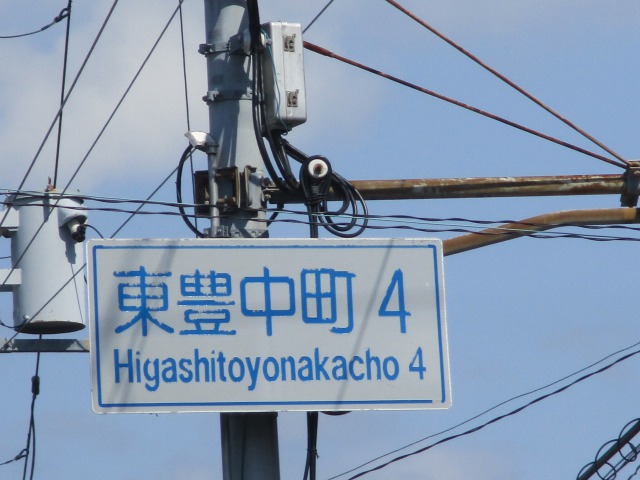 東豊中町 4
Higashitoyonakacho 4